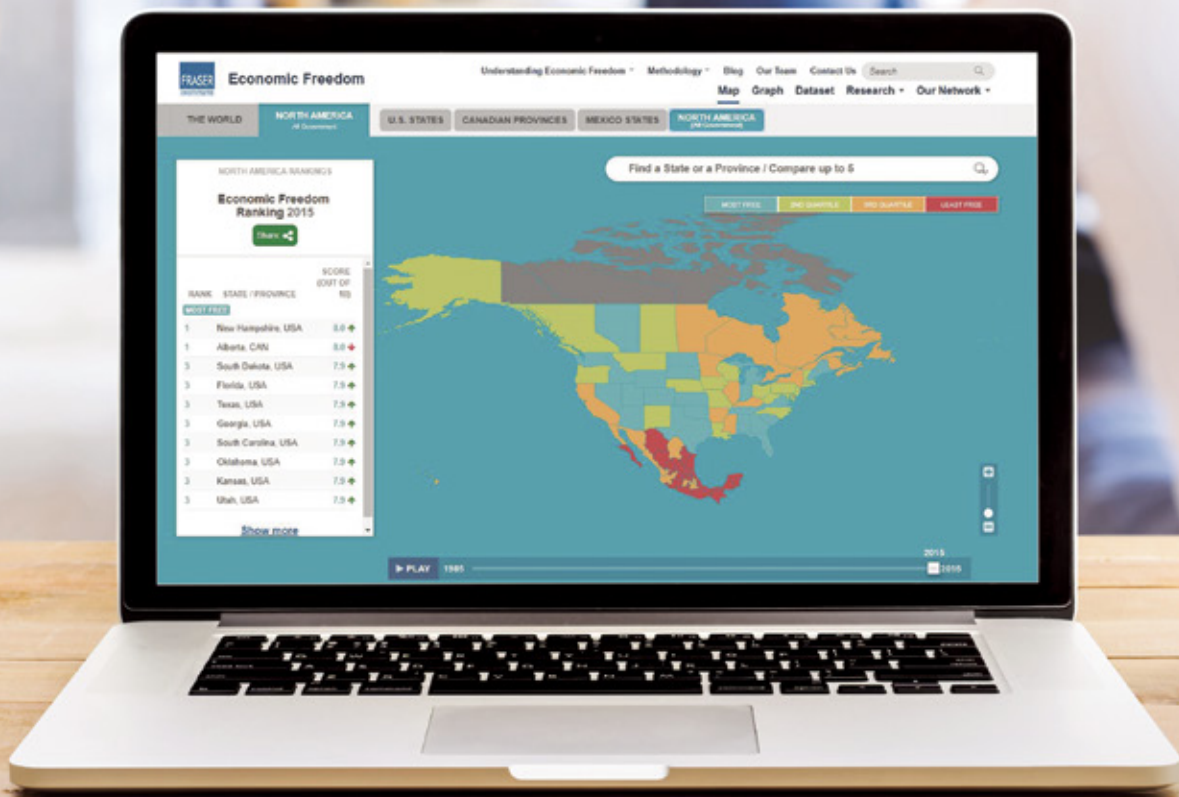 FRASER
Economic Freedom
Understanding Economic Freedom
Methodology
Blog
Our Team
Contact Us
Search
Map
Graph
Dataset
Research
Our Network
THE WORLD
NORTH AMERICA
All Government
U.S. STATES
CANADIAN PROVINCES
MEXICO STATES
NORTH AMERICA
(All Government)
NORTH AMERICA RANKINGS
Economic Freedom
Ranking 2015
Share
Find a State or a Province / Compare up to 5
MOST FREE
2ND QUARTILE
3RD QUARTILE
LEAST FREE
SCORE
(OUT OF
10)
RANK STATE / PROVINCE
MOST FREE
1 New Hampshire, USA 8.0
1 Alberta, CAN 8.0
3 South Dakota, USA 7.9
3 Florida, USA 7.9
3 Texas, USA 7.9
3 Georgia, USA 7.9
3 South Carolina, USA 7.9
3 Oklahoma, USA 7.9
3 Kansas, USA 7.9
3 Utah, USA 7.9
Show more
2015
PLAY 1985 2015